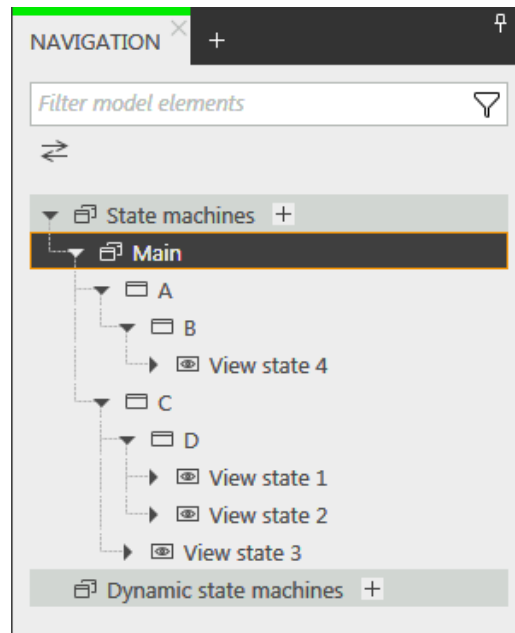 NAVIGATION
Filter model elements
State machines
Main
A
B
View state 4
C
D
View state 1
View state 2
View state 3
Dynamic state machines